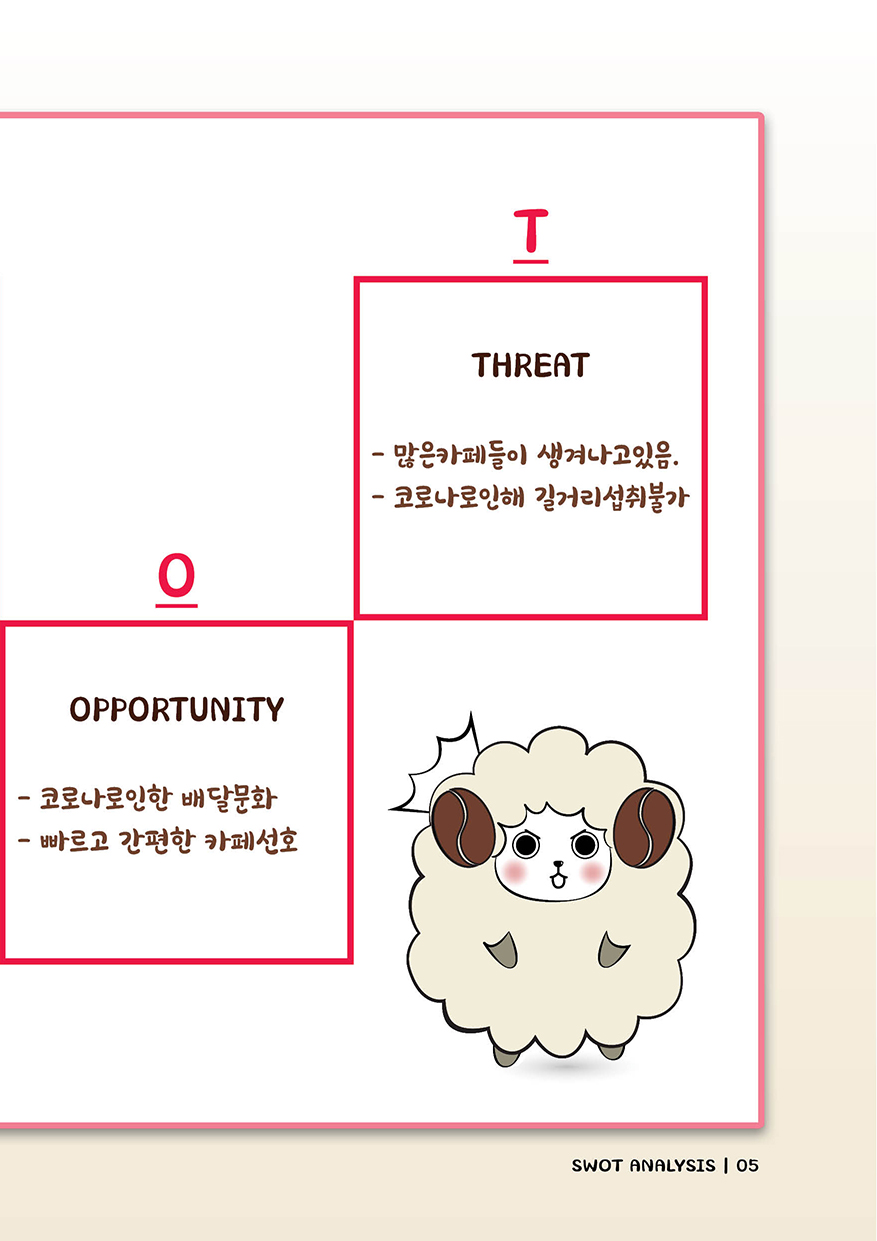 T
THREAT
- 많은카페들이 생겨나고있음.
- 코로나로인해 길거리섭취불가
O
OPPORTUNITY
- 코로나로인한 배달문화
- 빠르고 간편한 카페선호
SWOT ANALYSIS | 05